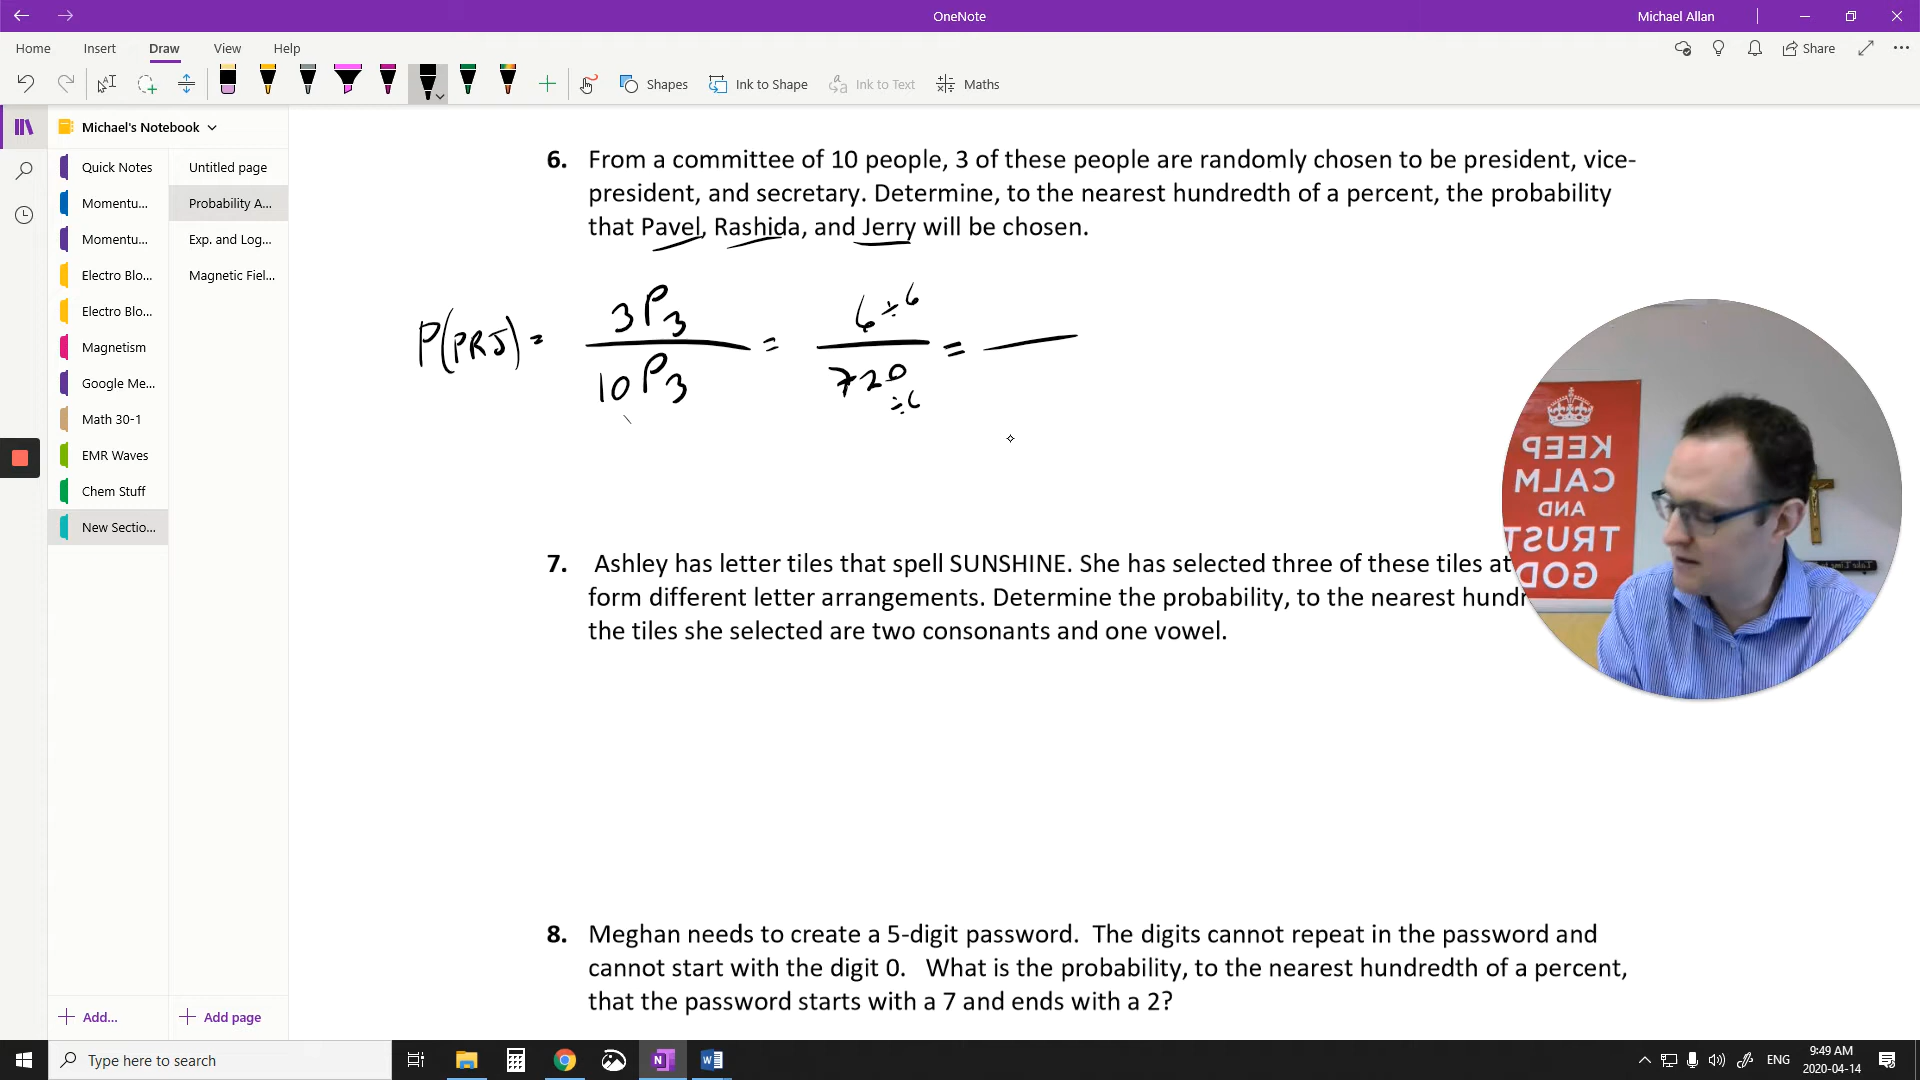 OneNote
Michael Allan
Home Insert Draw View Help
Share
Shapes Ink to Shape Ink to Text Maths
Michael's Notebook
Quick Notes
Momentu...
Momentu...
Electro Blo...
Electro Blo...
Magnetism
Google Me...
Math 30-1
EMR Waves
Chem Stuff
New Sectio...
Add...
Untitled page
Probability A...
Exp. and Log...
Magnetic Fiel...
Add page
6. From a committee of 10 people, 3 of these people are randomly chosen to be president, vice-
president, and secretary. Determine, to the nearest hundredth of a percent, the probability
that Pavel, Rashida, and Jerry will be chosen.
P(PRJ) = 3P3 / 10P3 = 6÷6 / 720÷6 =
7. Ashley has letter tiles that spell SUNSHINE. She has selected three of these tiles at
form different letter arrangements. Determine the probability, to the nearest hundr
the tiles she selected are two consonants and one vowel.
8. Meghan needs to create a 5-digit password. The digits cannot repeat in the password and
cannot start with the digit 0. What is the probability, to the nearest hundredth of a percent,
that the password starts with a 7 and ends with a 2?
KEEP
CALM
AND
TRUST
GOD
Type here to search
ENG
9:49 AM
2020-04-14